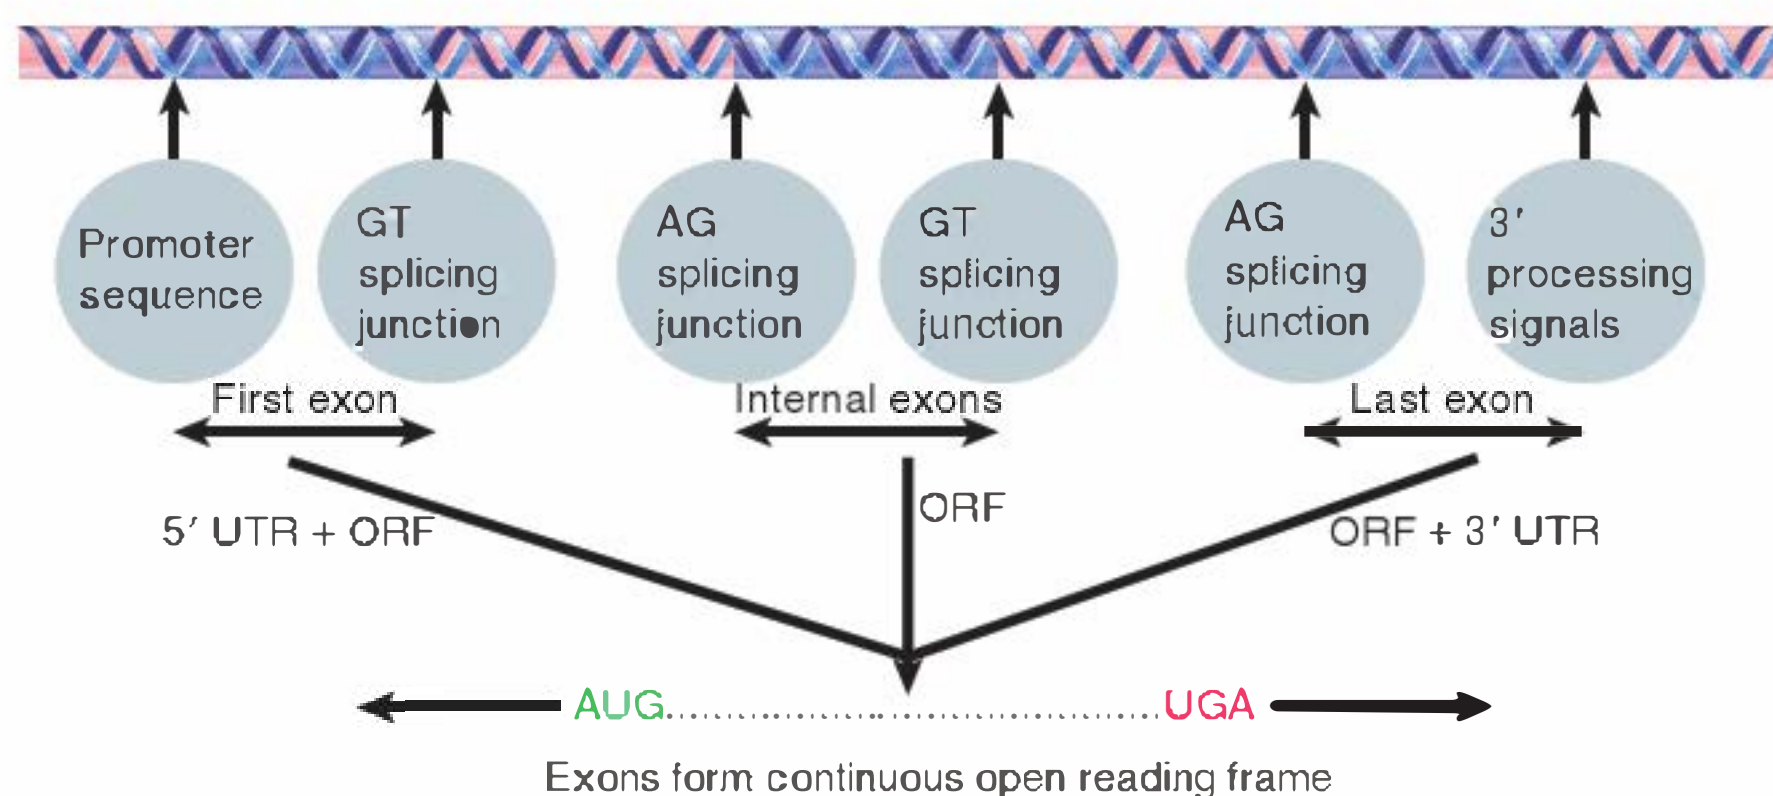 Promoter
sequence
GT
splicing
junction
AG
splicing
junction
GT
splicing
junction
AG
splicing
junction
3′
processing
signals
First exon
Internal exons
Last exon
5′ UTR + ORF
ORF
ORF + 3′ UTR
AUG....................................................UGA
Exons form continuous open reading frame